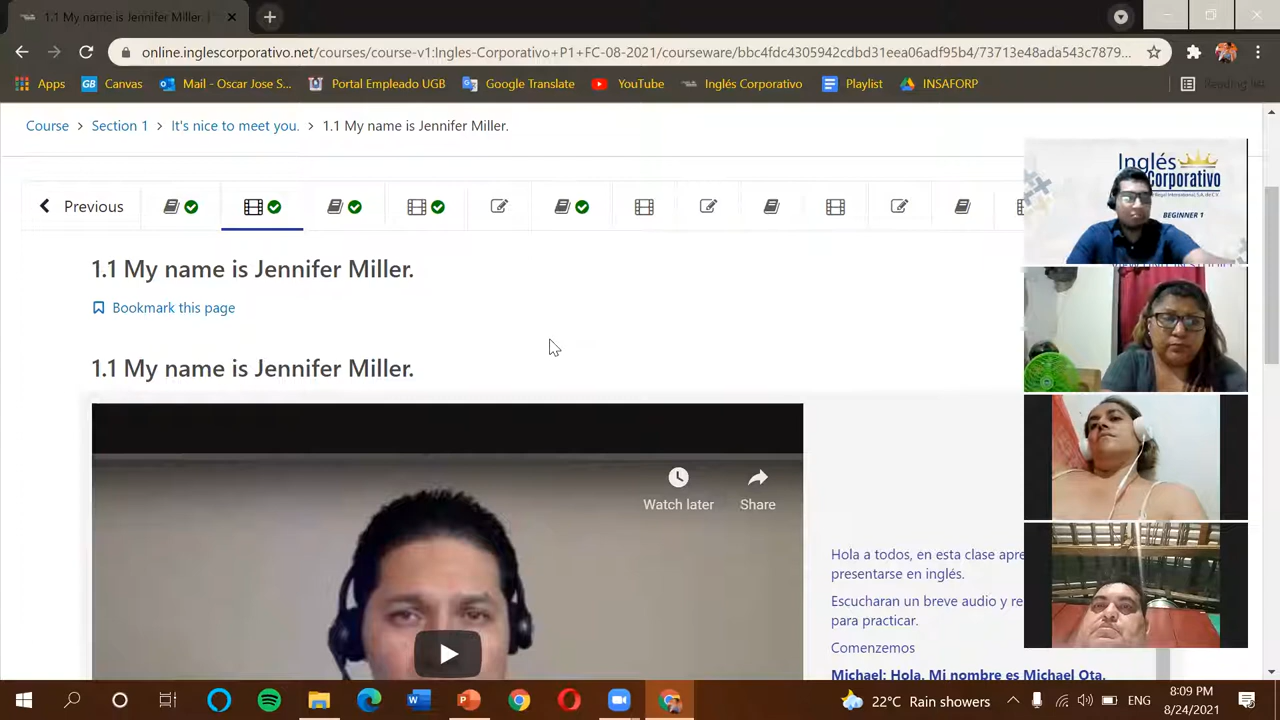 1.1 My name is Jennifer Miller. |
online.inglescorporativo.net/courses/course-v1:Ingles-Corporativo+P1+FC-08-2021/courseware/bbc4fdc4305942cdbd31eea06adf95b4/73713e48ada543c7879...
Apps Canvas Mail - Oscar Jose S... Portal Empleado UGB Google Translate YouTube Inglés Corporativo Playlist INSAFORP Reading list
Course > Section 1 > It's nice to meet you. > 1.1 My name is Jennifer Miller.
Previous
1.1 My name is Jennifer Miller.
Bookmark this page
1.1 My name is Jennifer Miller.
Watch later Share
Hola a todos, en esta clase apre
presentarse en inglés.
Escucharan un breve audio y re
para practicar.
Comenzemos
Michael: Hola. Mi nombre es Michael Ota.
Inglés
Corporativo
BEGINNER 1
22°C Rain showers ENG 8:09 PM
8/24/2021